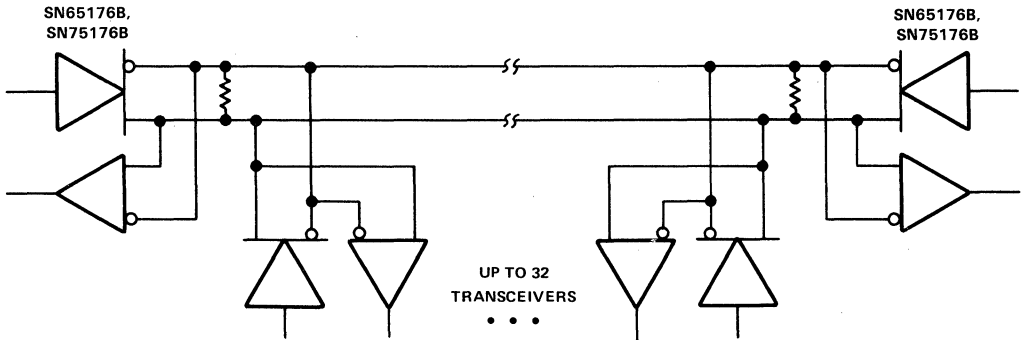 SN65176B,
SN75176B
SN65176B,
SN75176B
UP TO 32
TRANSCEIVERS
• • •